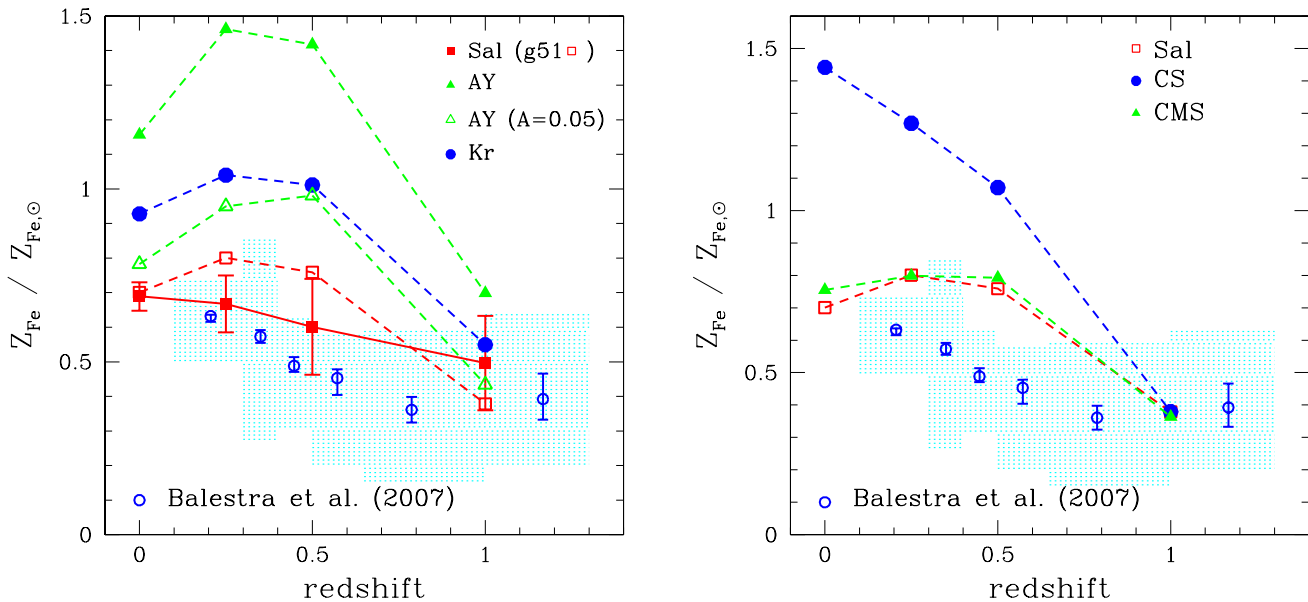 1.5
1
0.5
0
Z_Fe / Z_Fe,⊙
Sal (g51□ )
AY
AY (A=0.05)
Kr
Balestra et al. (2007)
0 0.5 1
redshift
1.5
1
0.5
0
Z_Fe / Z_Fe,⊙
Sal
CS
CMS
Balestra et al. (2007)
0 0.5 1
redshift